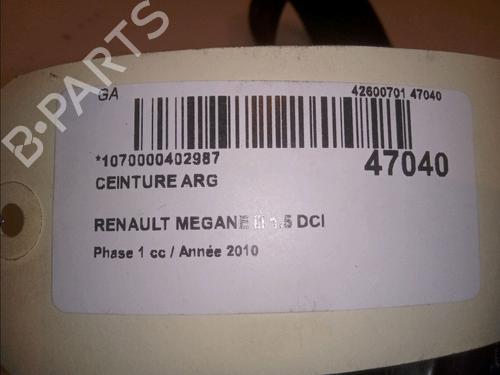 GA
42600701 47040
*1070000402987
47040
CEINTURE ARG
RENAULT MEGANE III 1.5 DCI
Phase 1 cc / Année 2010
B-PARTS